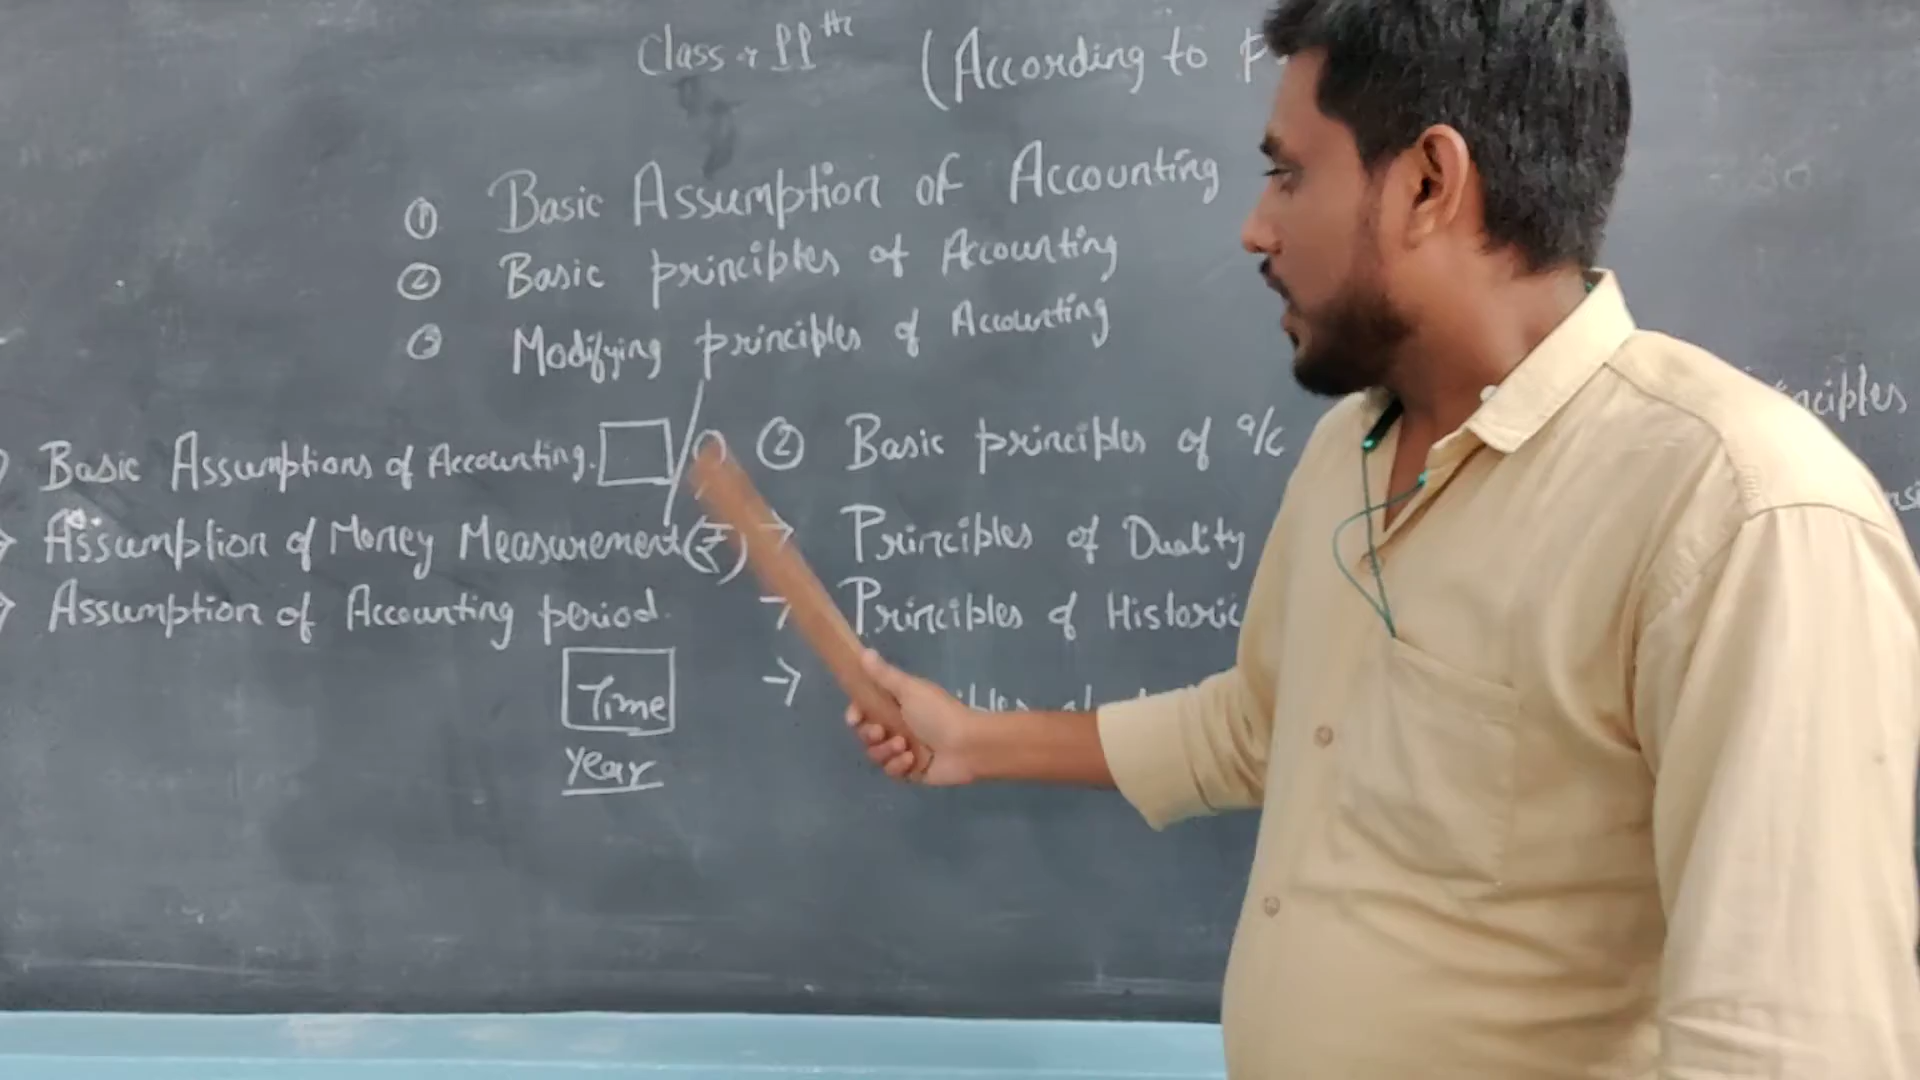 Class 11th (According to
① Basic Assumption of Accounting
② Basic principles of Accounting
③ Modifying principles of Accounting
Basic Assumptions of Accounting.
→ Assumption of Money Measurement (₹)
→ Assumption of Accounting period.
Time
year
② Basic principles of a/c
→ Principles of Duality
→ Principles of Historic
→